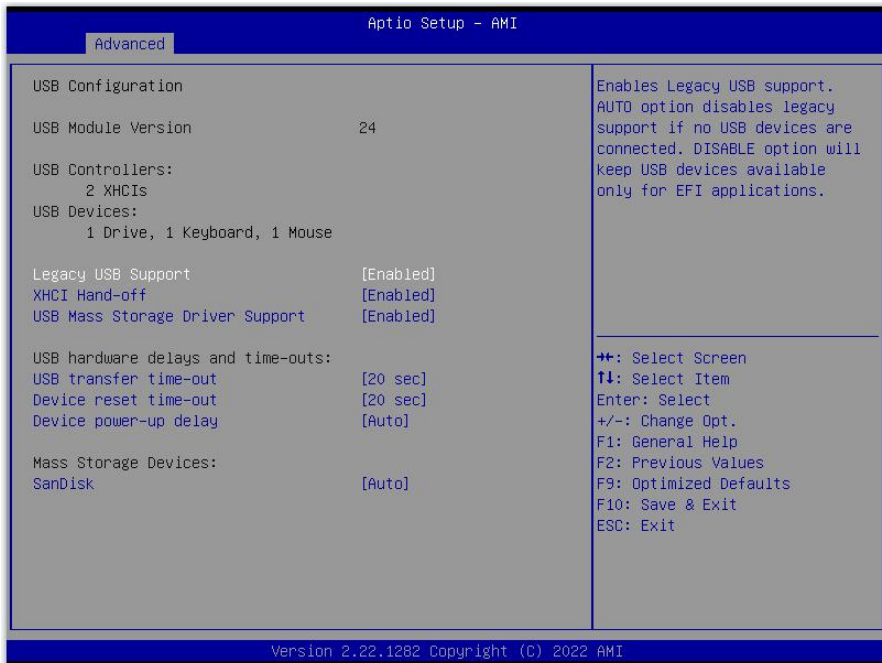 Aptio Setup - AMI
Advanced
USB Configuration
USB Module Version 24
USB Controllers:
2 XHCIs
USB Devices:
1 Drive, 1 Keyboard, 1 Mouse
Legacy USB Support [Enabled]
XHCI Hand-off [Enabled]
USB Mass Storage Driver Support [Enabled]
USB hardware delays and time-outs:
USB transfer time-out [20 sec]
Device reset time-out [20 sec]
Device power-up delay [Auto]
Mass Storage Devices:
SanDisk [Auto]
Enables Legacy USB support.
AUTO option disables legacy
support if no USB devices are
connected. DISABLE option will
keep USB devices available
only for EFI applications.
→←: Select Screen
↑↓: Select Item
Enter: Select
+/-: Change Opt.
F1: General Help
F2: Previous Values
F9: Optimized Defaults
F10: Save & Exit
ESC: Exit
Version 2.22.1282 Copyright (C) 2022 AMI